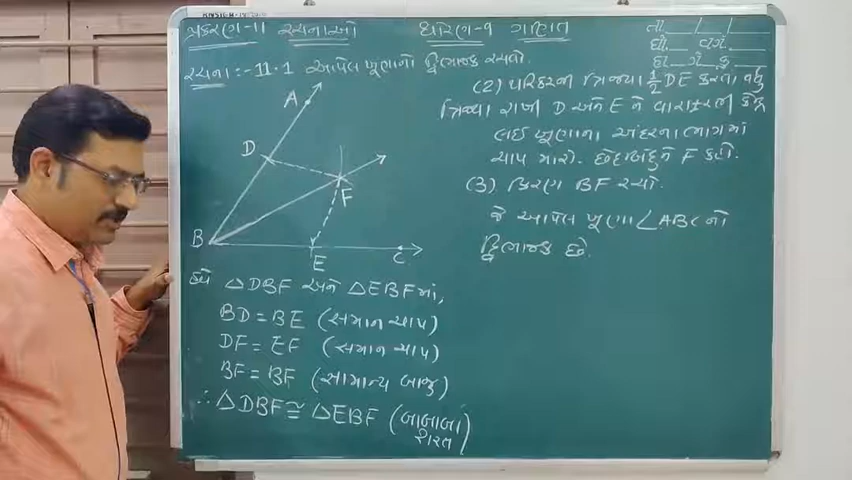 પ્રકરણ-11 રચનાઓ ધોરણ-9 ગણિત
તા. / /
રચના :- 11.1 આપેલ ખૂણાનો દ્વિભાજક રચવો.
A
D
F
B
E
C
(2) પરિકરની ત્રિજ્યા 1/2 DE કરતા વધુ
ત્રિજ્યા રાખી D અને E ને વારાફરતી કેન્દ્ર
લઈ ખૂણાના અંદરના ભાગમાં
ચાપ મારો. છેદબિંદુને F કહો.
(3) કિરણ BF રચો.
જે આપેલ ખૂણા ∠ABC નો
દ્વિભાજક છે.
હવે △DBF અને △EBF માં,
BD = BE (સમાન ચાપ)
DF = EF (સમાન ચાપ)
BF = BF (સામાન્ય બાજુ)
∴ △DBF ≅ △EBF (બાબાબા શરત)